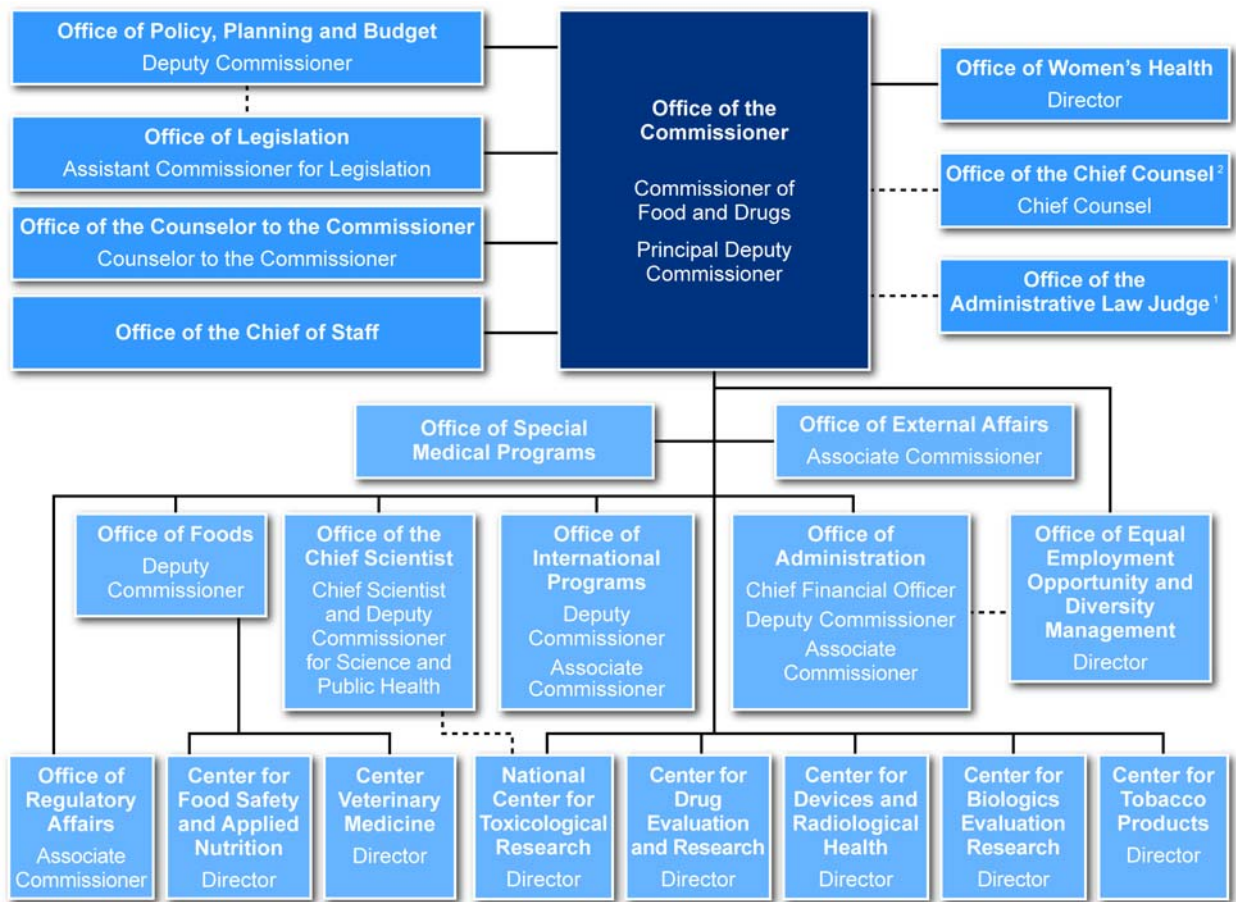 Office of Policy, Planning and Budget
Deputy Commissioner
Office of Legislation
Assistant Commissioner for Legislation
Office of the Counselor to the Commissioner
Counselor to the Commissioner
Office of the Chief of Staff
Office of the
Commissioner
Commissioner of
Food and Drugs
Principal Deputy
Commissioner
Office of Women's Health
Director
Office of the Chief Counsel 2
Chief Counsel
Office of the
Administrative Law Judge 1
Office of Special
Medical Programs
Office of External Affairs
Associate Commissioner
Office of Foods
Deputy
Commissioner
Office of the
Chief Scientist
Chief Scientist
and Deputy
Commissioner
for Science and
Public Health
Office of
International
Programs
Deputy
Commissioner
Associate
Commissioner
Office of
Administration
Chief Financial Officer
Deputy Commissioner
Associate
Commissioner
Office of Equal
Employment
Opportunity and
Diversity
Management
Director
Office of
Regulatory
Affairs
Associate
Commissioner
Center for
Food Safety
and Applied
Nutrition
Director
Center
Veterinary
Medicine
Director
National
Center for
Toxicological
Research
Director
Center for
Drug
Evaluation
and Research
Director
Center for
Devices and
Radiological
Health
Director
Center for
Biologics
Evaluation
Research
Director
Center for
Tobacco
Products
Director